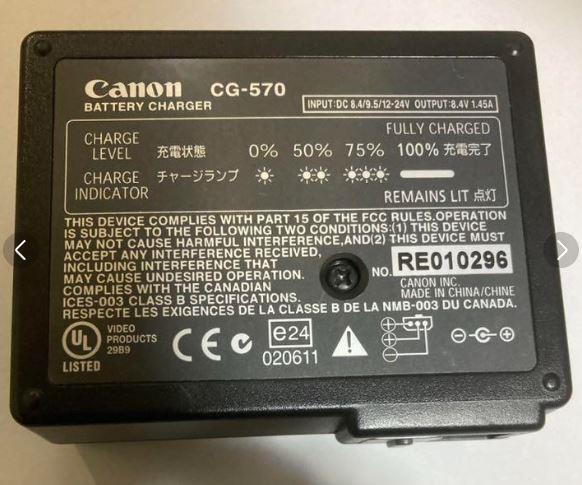 Canon CG-570
BATTERY CHARGER
INPUT:DC 8.4/9.5/12-24V OUTPUT:8.4V 1.45A
FULLY CHARGED
CHARGE LEVEL 充電状態 0% 50% 75% 100% 充電完了
CHARGE INDICATOR チャージランプ
REMAINS LIT 点灯
THIS DEVICE COMPLIES WITH PART 15 OF THE FCC RULES.OPERATION
IS SUBJECT TO THE FOLLOWING TWO CONDITIONS:(1) THIS DEVICE
MAY NOT CAUSE HARMFUL INTERFERENCE,AND(2) THIS DEVICE MUST
ACCEPT ANY INTERFERENCE RECEIVED,
INCLUDING INTERFERENCE THAT
MAY CAUSE UNDESIRED OPERATION.
COMPLIES WITH THE CANADIAN
ICES-003 CLASS B SPECIFICATIONS.
RESPECTE LES EXIGENCES DE LA CLASSE B DE LA NMB-003 DU CANADA.
NO. RE010296
CANON INC.
MADE IN CHINA/CHINE
UL
LISTED
VIDEO
PRODUCTS
29B9
CE
e24
020611